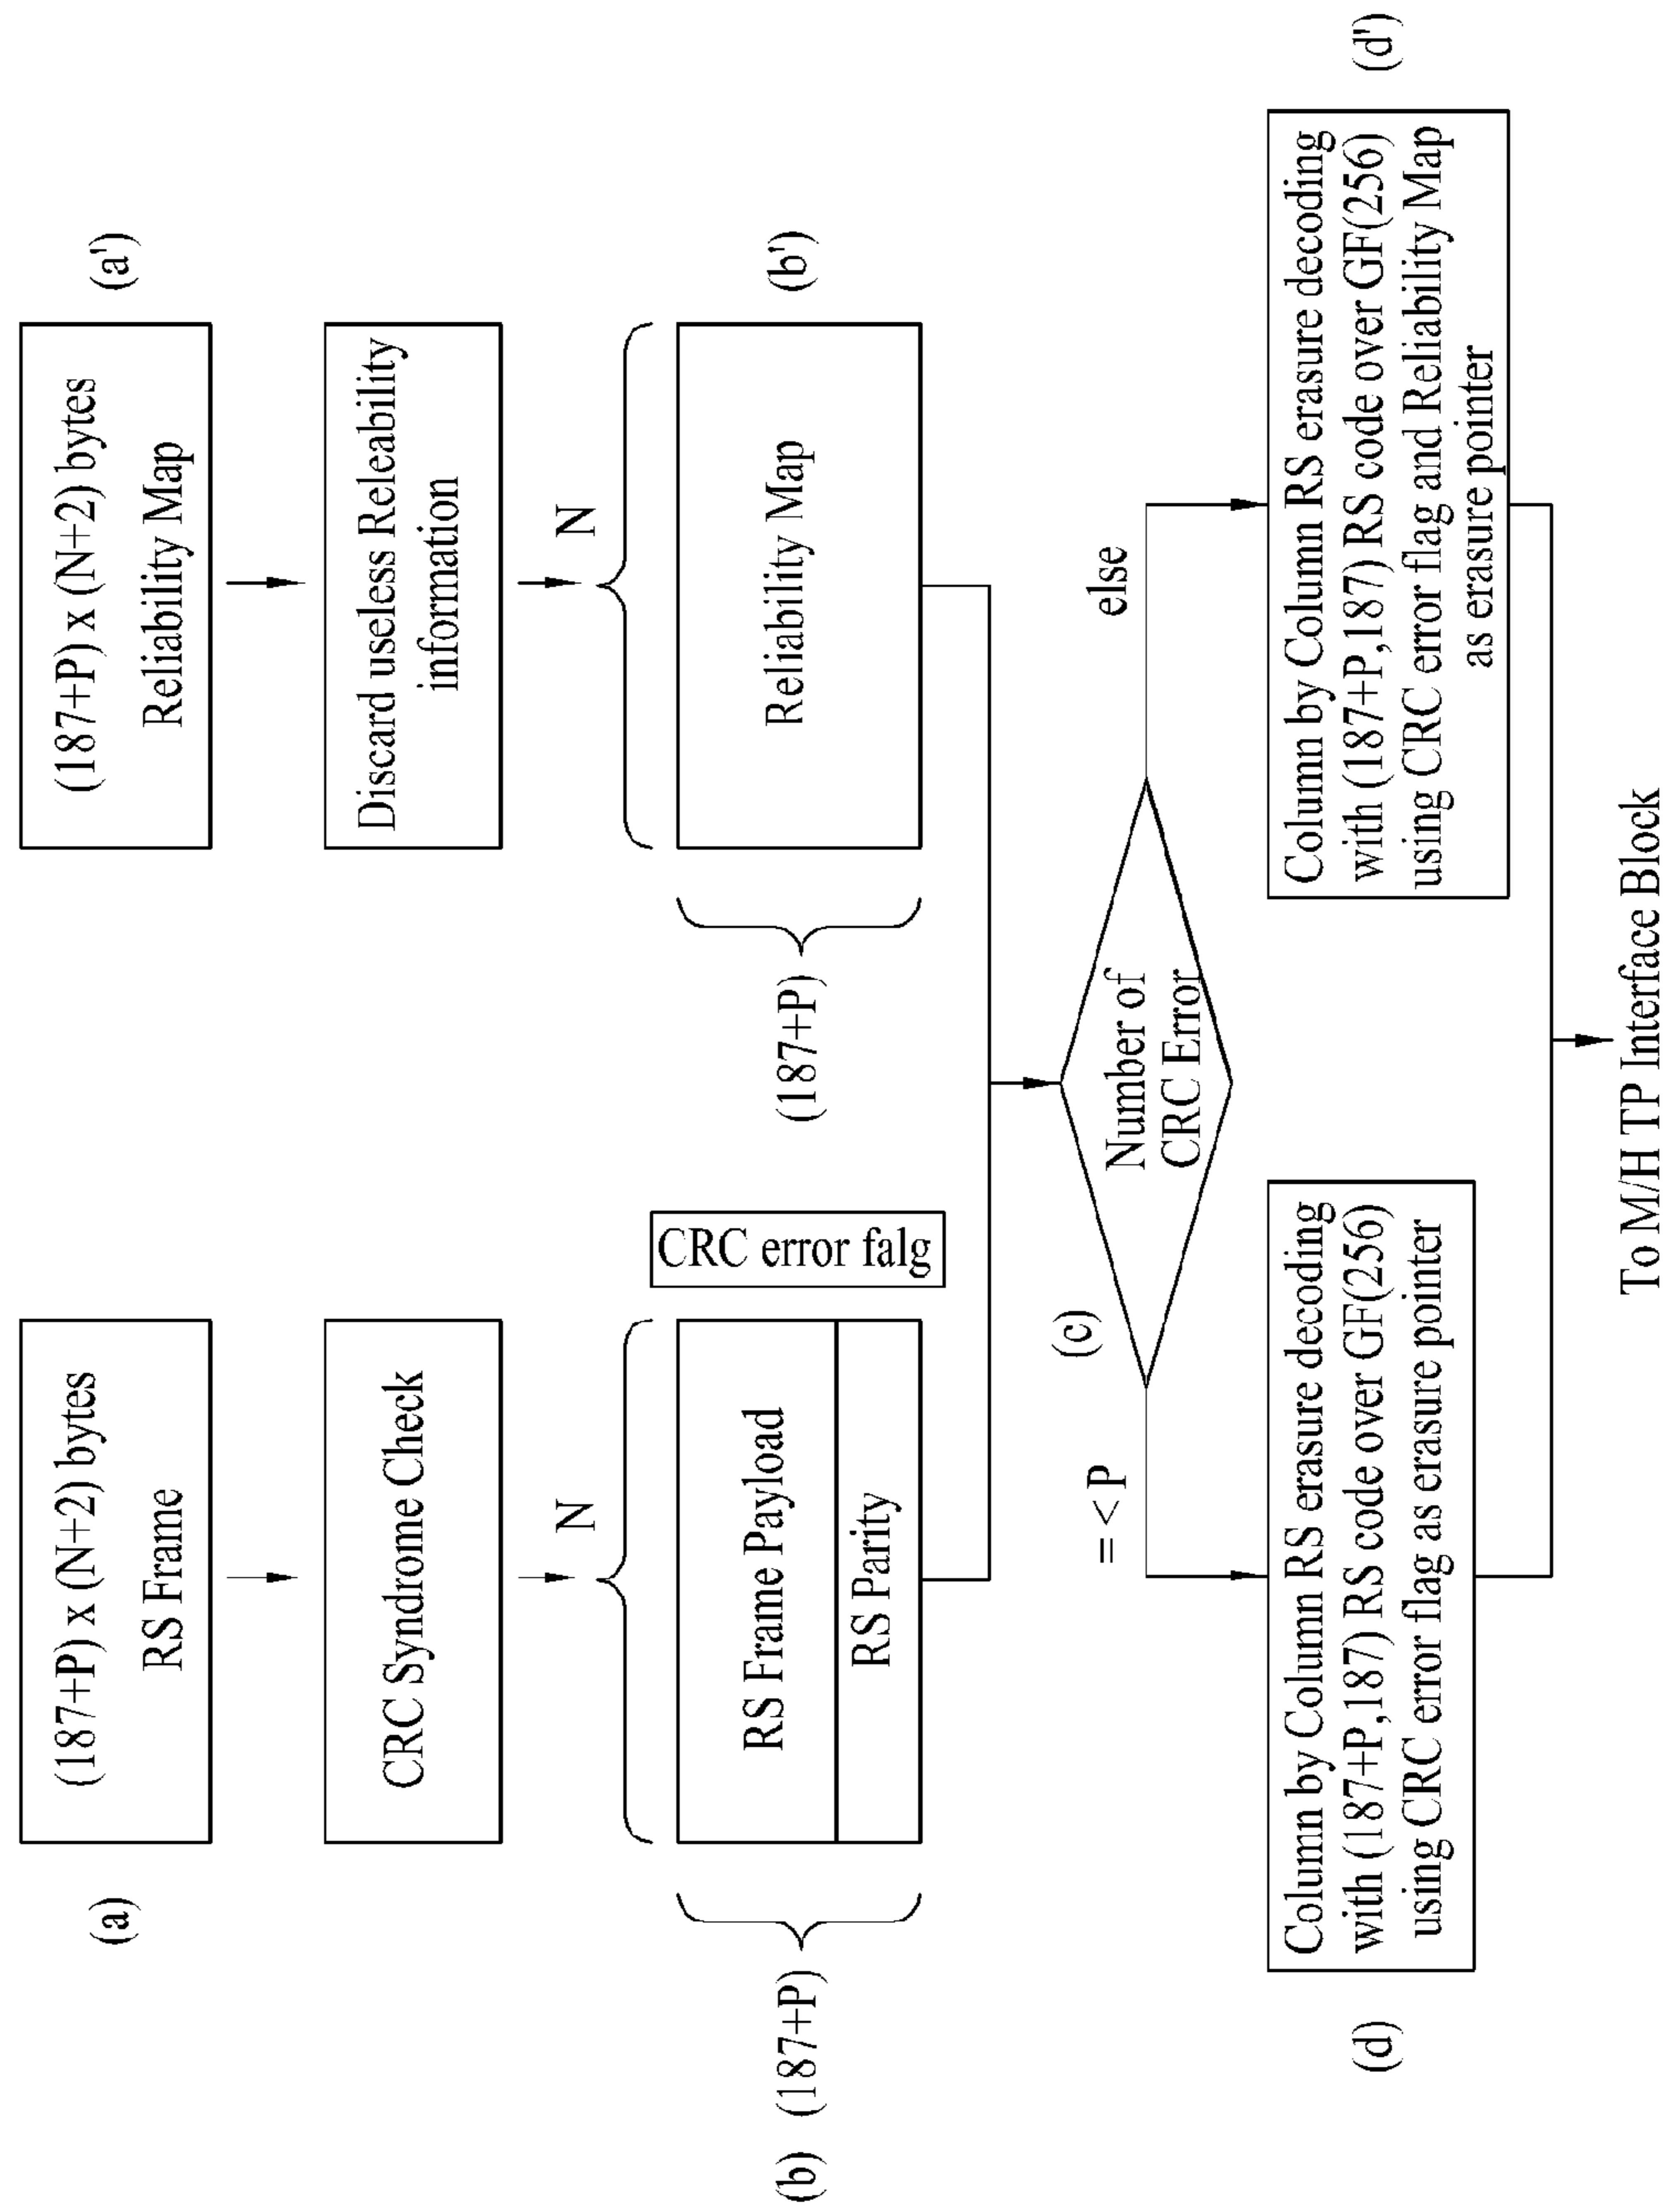 (a)
(187+P) x (N+2) bytes
RS Frame
(187+P) x (N+2) bytes
Reliability Map
(a')
CRC Syndrome Check
Discard useless Releability
information
N
N
(b)
(187+P)
RS Frame Payload
RS Parity
CRC error falg
(187+P)
Reliability Map
(b')
(c)
Number of
CRC Error
= < P
else
(d)
Column by Column RS erasure decoding
with (187+P,187) RS code over GF(256)
using CRC error flag as erasure pointer
Column by Column RS erasure decoding
with (187+P,187) RS code over GF(256)
using CRC error flag and Reliability Map
as erasure pointer
(d')
To M/H TP Interface Block